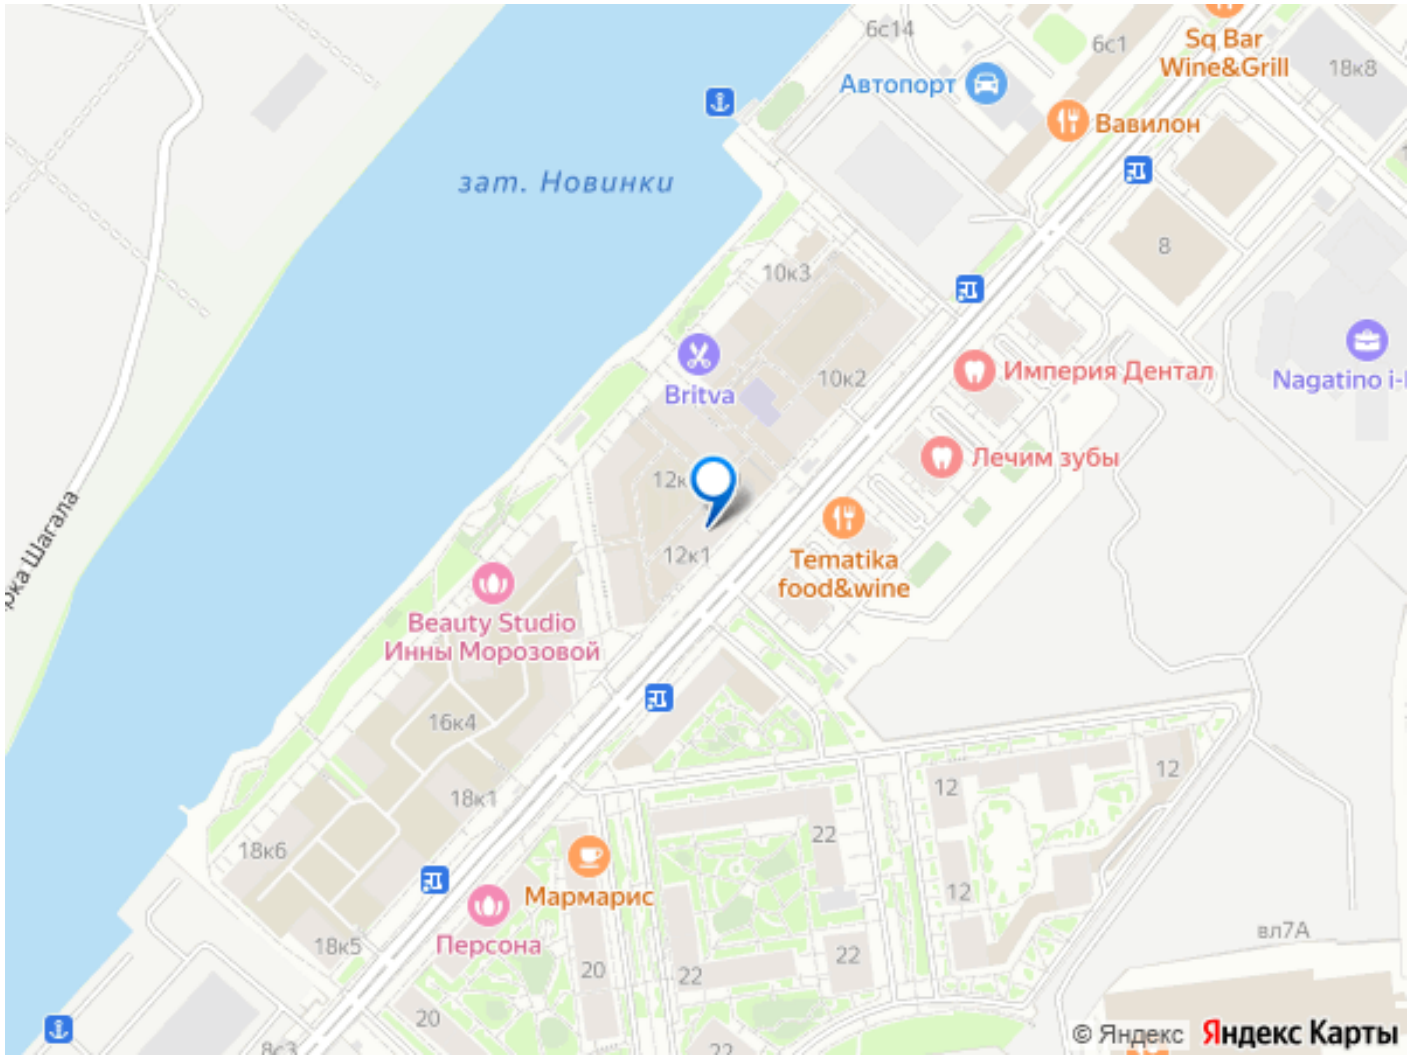 6с14
6с1
Sq Bar
Wine&Grill
18к8
Автопорт
Вавилон
зат. Новинки
8
10к3
Империя Дентал
Nagatino i-
10к2
Britva
Лечим зубы
12к
12к1
Tematika
food&wine
Шагала
Beauty Studio
Инны Морозовой
16к4
12
12
18к1
22
18к6
Мармарис
12
Персона
18к5
20
22
22
вл7А
20
8с3
22
© Яндекс Яндекс Карты